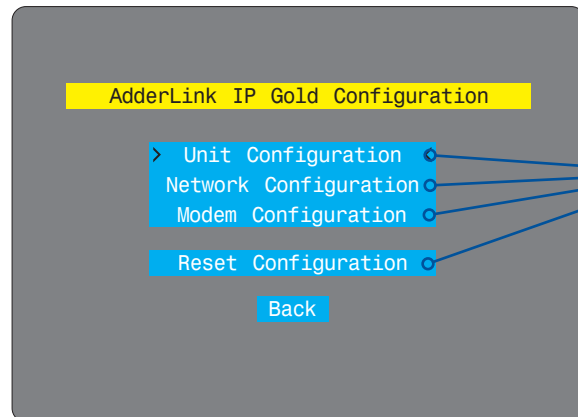 AdderLink IP Gold Configuration
> Unit Configuration <
Network Configuration
Modem Configuration
Reset Configuration
Back